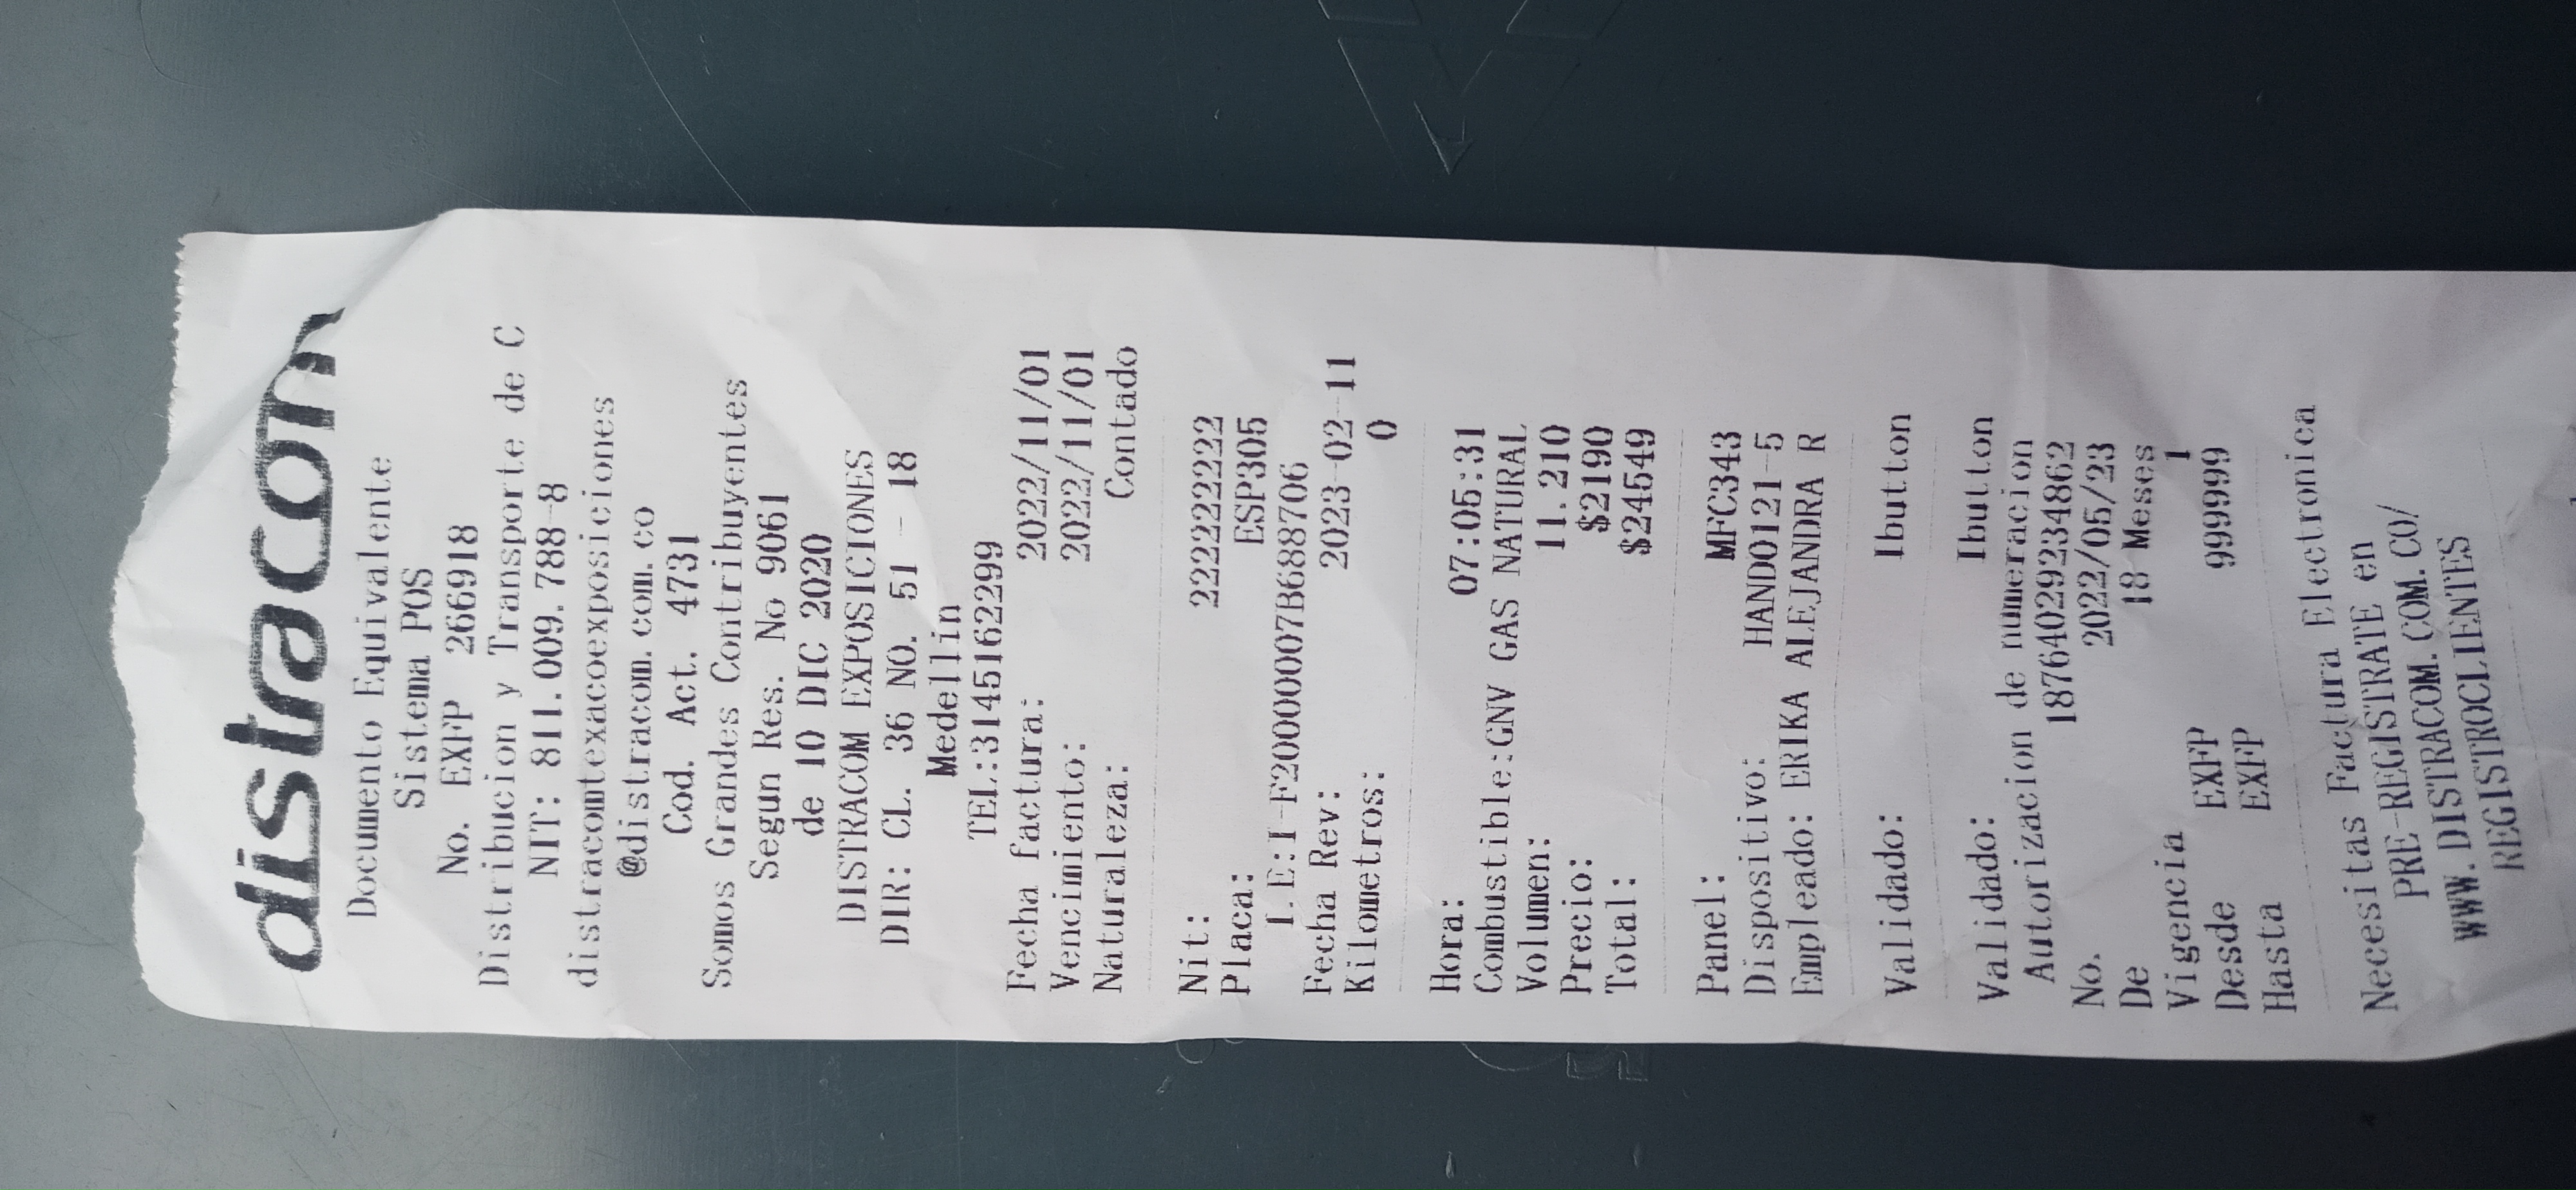 distracom
Documento Equivalente
Sistema POS
No. EXFP 2666918
Distribucion y Transporte de C
NIT: 811.009.788-8
distracomtexacoexposiciones
@distracom.com.co
Cod. Act. 4731
Somos Grandes Contribuyentes
Segun Res. No 9061
de 10 DIC 2020
DISTRACOM EXPOSICIONES
DIR: CL. 36 NO. 51 - 18
Medellin
TEL:3145162299
Fecha factura: 2022/11/01
Vencimiento: 2022/11/01
Naturaleza: Contado
Nit: 2222222222
Placa: ESP305
I.E:I-F20000007B688706
Fecha Rev: 2023-02-11
Kilometros: 0
Hora: 07:05:31
Combustible:GNV GAS NATURAL
Volumen: 11.210
Precio: $2190
Total: $24549
Panel: MFC343
Dispositivo: HAND0121-5
Empleado: ERIKA ALEJANDRA R
Validado: Ibutton
Validado: Ibutton
Autorizacion de numeracion
No. 18764029234862
De 2022/05/23
Vigencia 18 Meses
Desde EXFP 1
Hasta EXFP 999999
Necesitas Factura Electronica
PRE-REGISTRATE en
WWW.DISTRACOM.COM.CO/
REGISTROCLIENTES